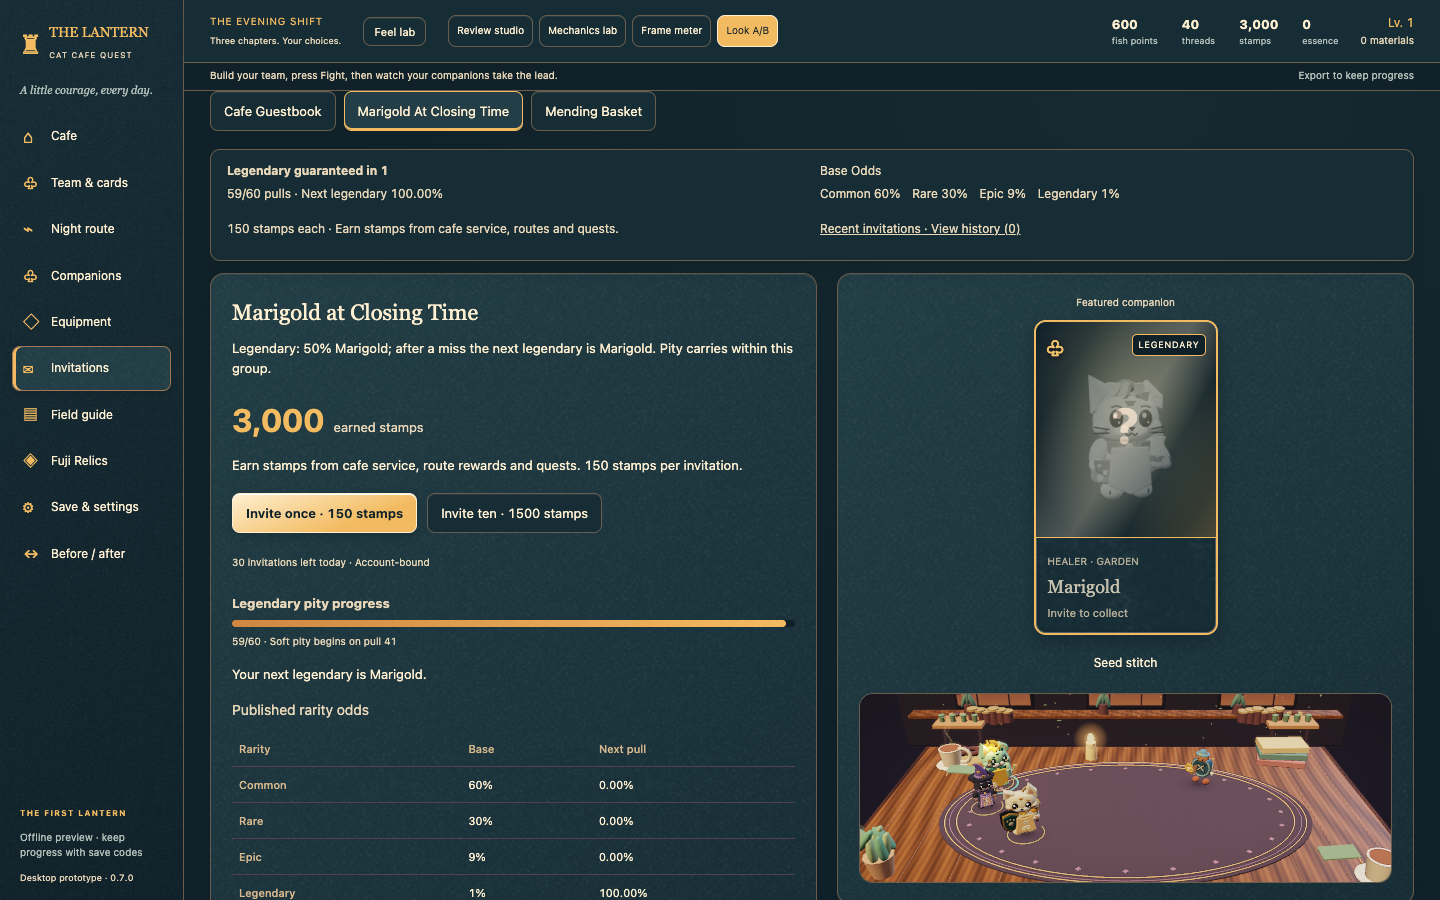 THE LANTERN
CAT CAFE QUEST
A little courage, every day.
Cafe
Team & cards
Night route
Companions
Equipment
Invitations
Field guide
Fuji Relics
Save & settings
Before / after
THE FIRST LANTERN
Offline preview · keep
progress with save codes
Desktop prototype · 0.7.0
THE EVENING SHIFT
Three chapters. Your choices.
Feel lab
Review studio
Mechanics lab
Frame meter
Look A/B
600
fish points
40
threads
3,000
stamps
0
essence
Lv. 1
0 materials
Build your team, press Fight, then watch your companions take the lead.
Export to keep progress
Cafe Guestbook
Marigold At Closing Time
Mending Basket
Legendary guaranteed in 1
59/60 pulls · Next legendary 100.00%
150 stamps each · Earn stamps from cafe service, routes and quests.
Base Odds
Common 60% Rare 30% Epic 9% Legendary 1%
Recent invitations · View history (0)
Marigold at Closing Time
Legendary: 50% Marigold; after a miss the next legendary is Marigold. Pity carries within this
group.
3,000 earned stamps
Earn stamps from cafe service, route rewards and quests. 150 stamps per invitation.
Invite once · 150 stamps
Invite ten · 1500 stamps
30 invitations left today · Account-bound
Legendary pity progress
59/60 · Soft pity begins on pull 41
Your next legendary is Marigold.
Published rarity odds
Rarity Base Next pull
Common 60% 0.00%
Rare 30% 0.00%
Epic 9% 0.00%
Legendary 1% 100.00%
Featured companion
LEGENDARY
?
HEALER · GARDEN
Marigold
Invite to collect
Seed stitch